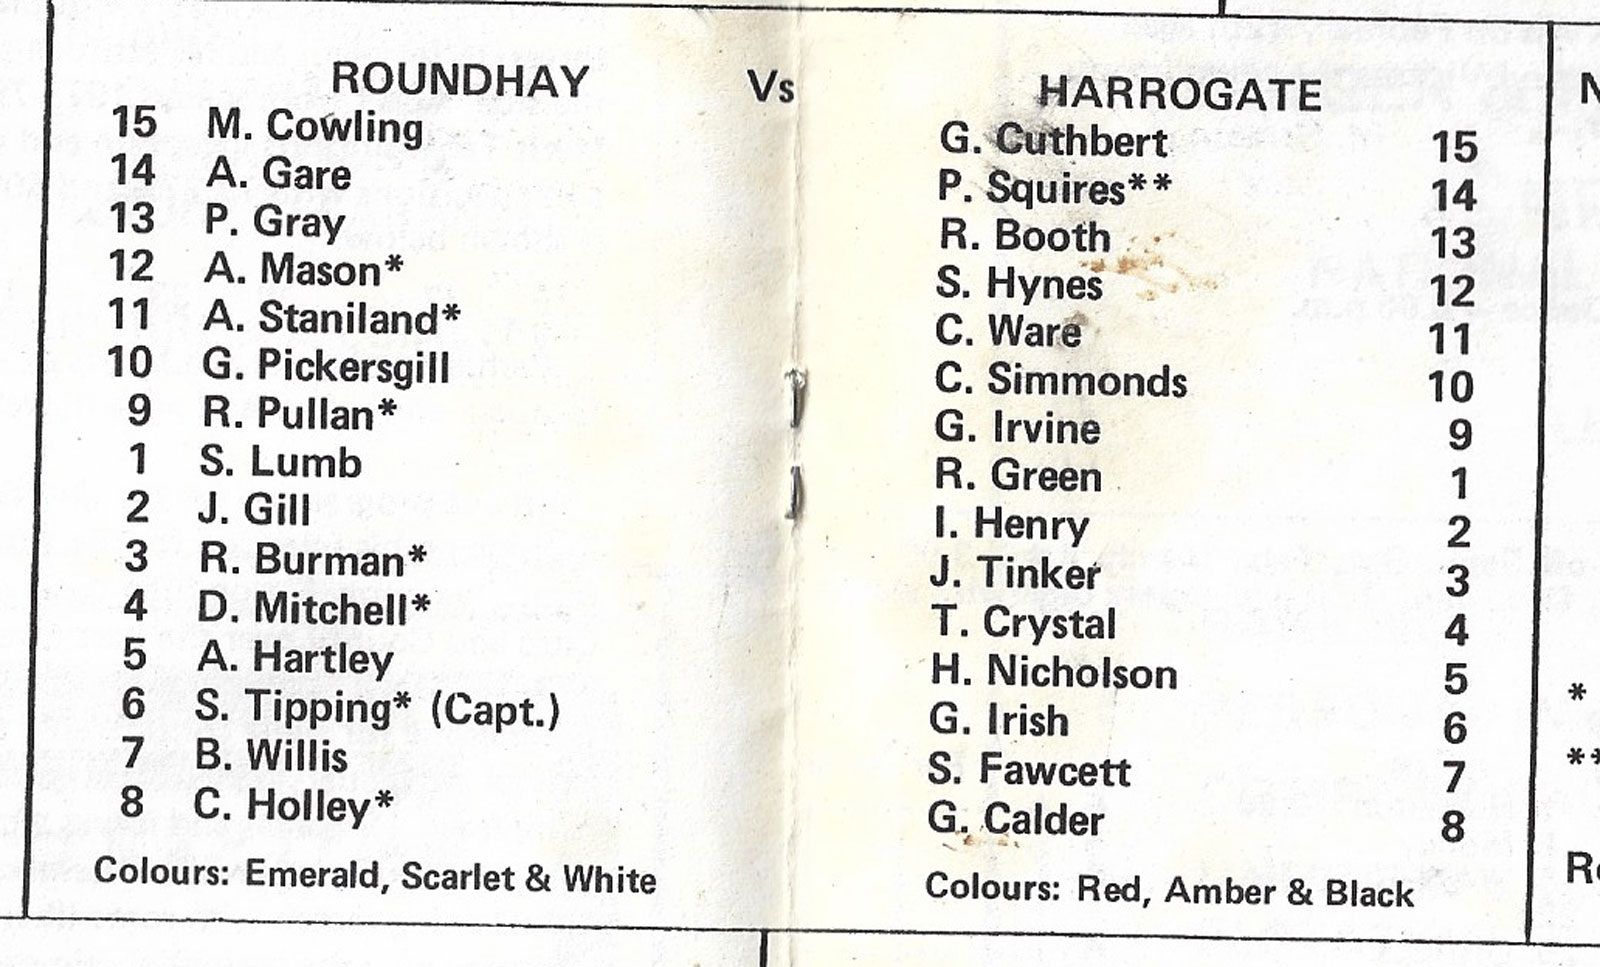 ROUNDHAY Vs HARROGATE
15 M. Cowling
14 A. Gare
13 P. Gray
12 A. Mason*
11 A. Staniland*
10 G. Pickersgill
9 R. Pullan*
1 S. Lumb
2 J. Gill
3 R. Burman*
4 D. Mitchell*
5 A. Hartley
6 S. Tipping* (Capt.)
7 B. Willis
8 C. Holley*
Colours: Emerald, Scarlet & White
G. Cuthbert 15
P. Squires** 14
R. Booth 13
S. Hynes 12
C. Ware 11
C. Simmonds 10
G. Irvine 9
R. Green 1
I. Henry 2
J. Tinker 3
T. Crystal 4
H. Nicholson 5
G. Irish 6
S. Fawcett 7
G. Calder 8
Colours: Red, Amber & Black
*
**